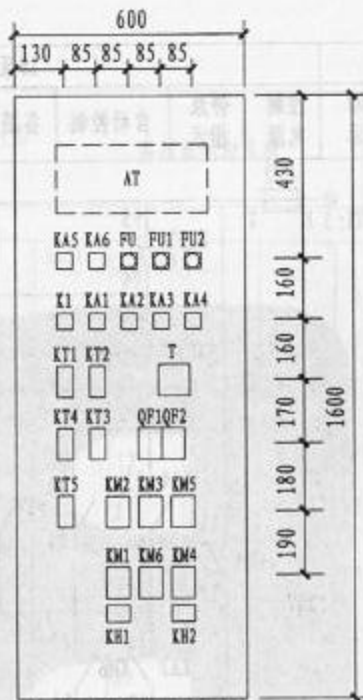 600
130 85 85 85 85
AT
430
KA5 KA6 FU FU1 FU2
160
K1 KA1 KA2 KA3 KA4
160
KT1 KT2 T
1600
170
KT4 KT3 QF1QF2
180
KT5 KM2 KM3 KM5
190
KM1 KM6 KM4
KH1 KH2